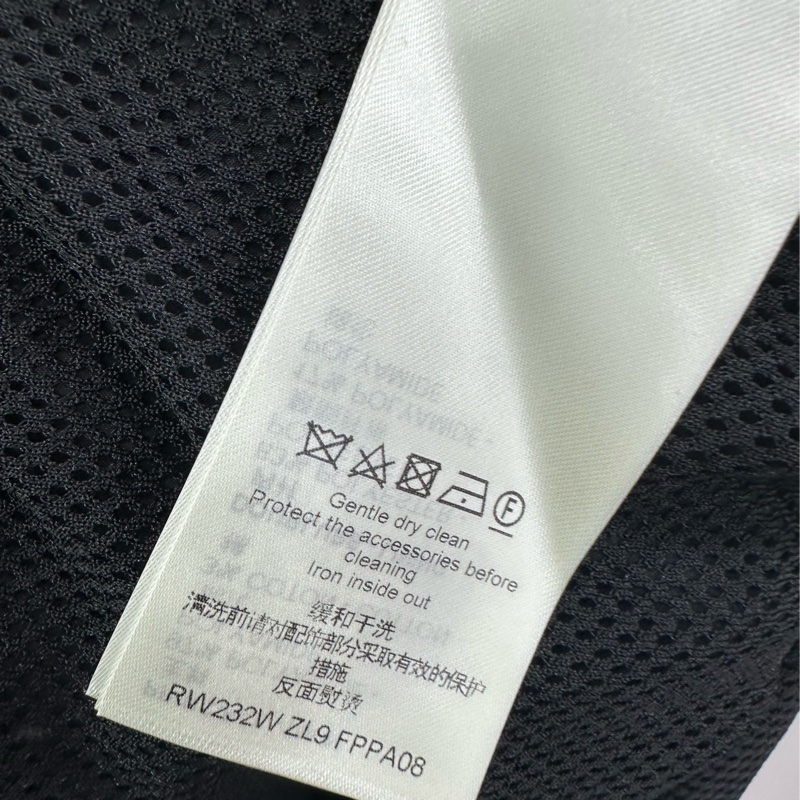 F
Gentle dry clean
Protect the accessories before
cleaning
Iron inside out
缓和干洗
清洗前请对配饰部分采取有效的保护
措施
反面熨烫
RW232W ZL9 FPPA08